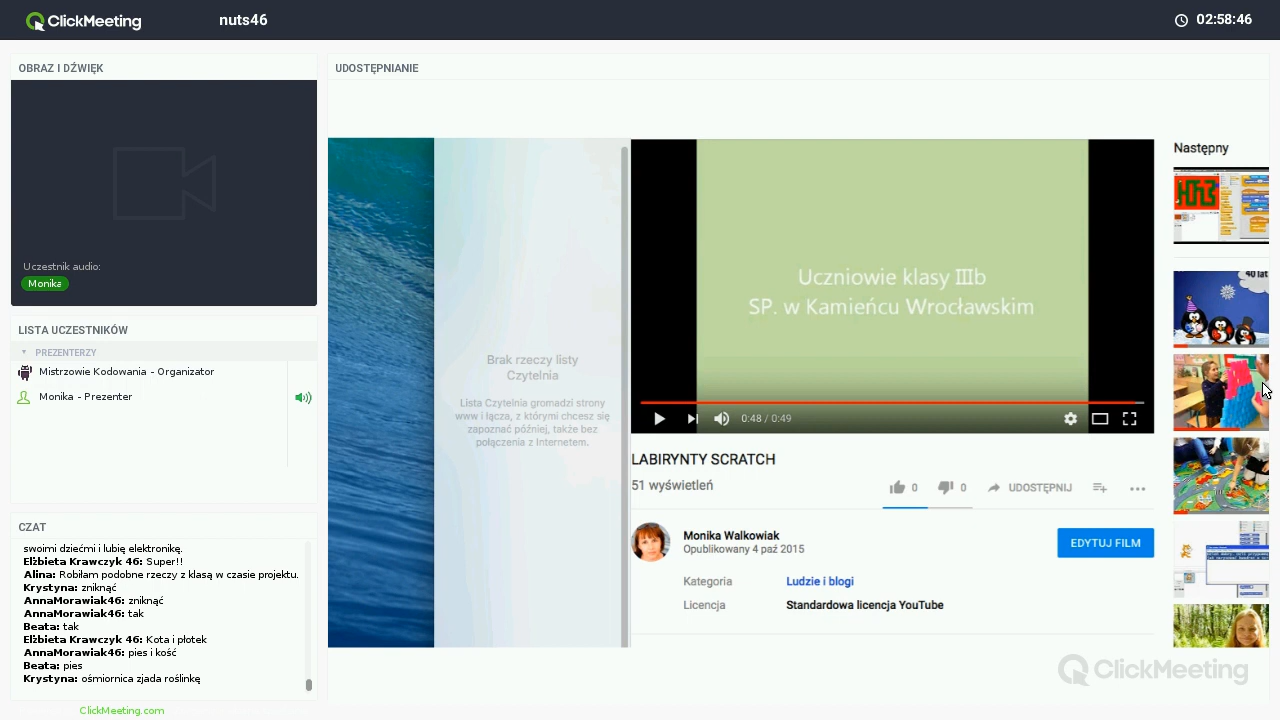 ClickMeeting
nuts46
02:58:46
OBRAZ I DŹWIĘK
Uczestnik audio:
Monika
LISTA UCZESTNIKÓW
PREZENTERZY
Mistrzowie Kodowania - Organizator
Monika - Prezenter
CZAT
swoimi dziećmi i lubię elektronikę.
Elżbieta Krawczyk 46: Super!!
Alina: Robiłam podobne rzeczy z klasą w czasie projektu.
Krystyna: zniknąć
AnnaMorawiak46: zniknąć
AnnaMorawiak46: tak
Beata: tak
Elżbieta Krawczyk 46: Kota i płotek
AnnaMorawiak46: pies i kość
Beata: pies
Krystyna: ośmiornica zjada roślinkę
ClickMeeting.com
UDOSTĘPNIANIE
Brak rzeczy listy
Czytelnia
Lista Czytelnia gromadzi strony
www i łącza, z którymi chcesz się
zapoznać później, także bez
połączenia z Internetem.
Uczniowie klasy IIIb
SP. w Kamieńcu Wrocławskim
0:48 / 0:49
LABIRYNTY SCRATCH
51 wyświetleń
0
0
UDOSTĘPNIJ
Monika Walkowiak
Opublikowany 4 paź 2015
EDYTUJ FILM
Kategoria
Ludzie i blogi
Licencja
Standardowa licencja YouTube
Następny
40 lat
ClickMeeting